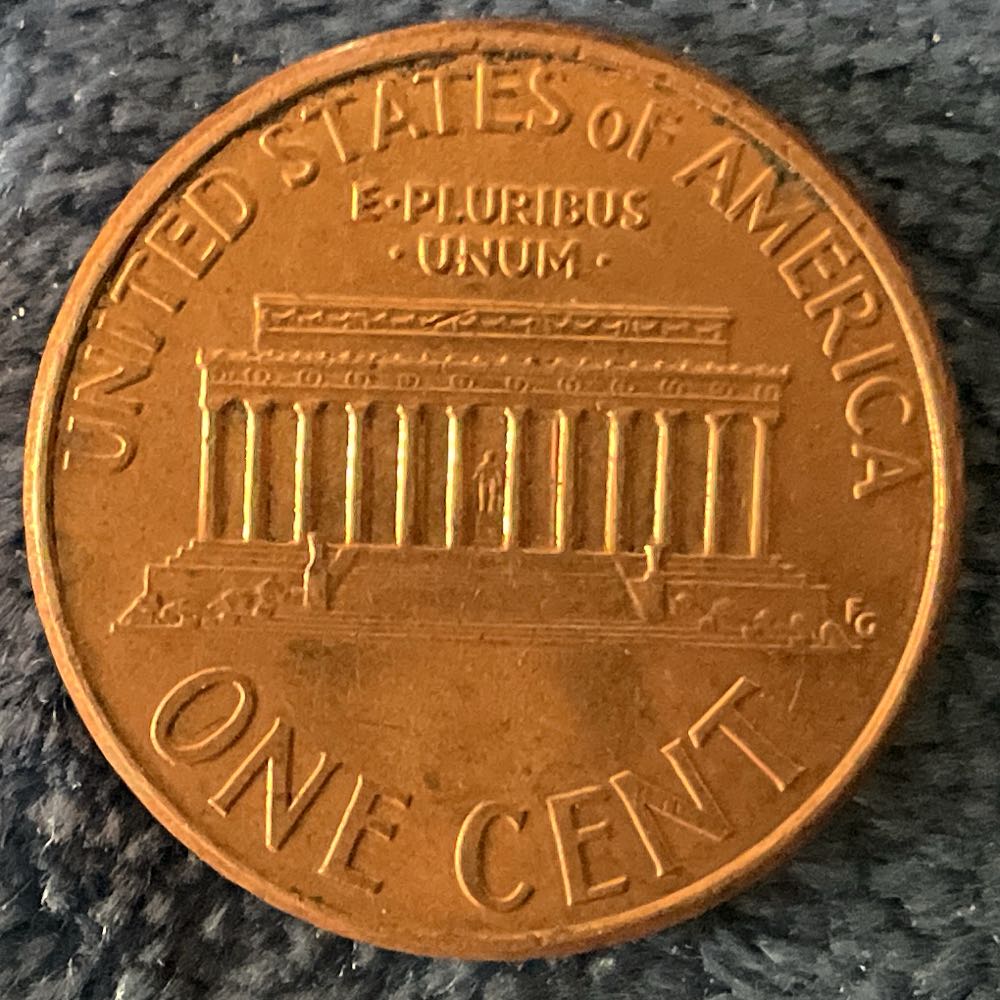 UNITED STATES OF AMERICA
E·PLURIBUS
·UNUM·
FG
ONE CENT